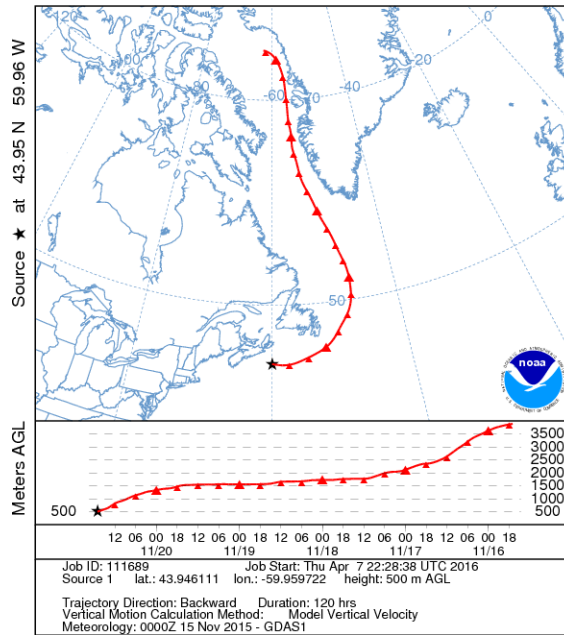 Source ★ at 43.95 N 59.96 W
0
-20
-40
60
50
noaa
Meters AGL
500
3500
3000
2500
2000
1500
1000
500
12 06 00 18 12 06 00 18 12 06 00 18 12 06 00 18 12 06 00 18
11/20 11/19 11/18 11/17 11/16
Job ID: 111689 Job Start: Thu Apr 7 22:28:38 UTC 2016
Source 1 lat.: 43.946111 lon.: -59.959722 height: 500 m AGL
Trajectory Direction: Backward Duration: 120 hrs
Vertical Motion Calculation Method: Model Vertical Velocity
Meteorology: 0000Z 15 Nov 2015 - GDAS1